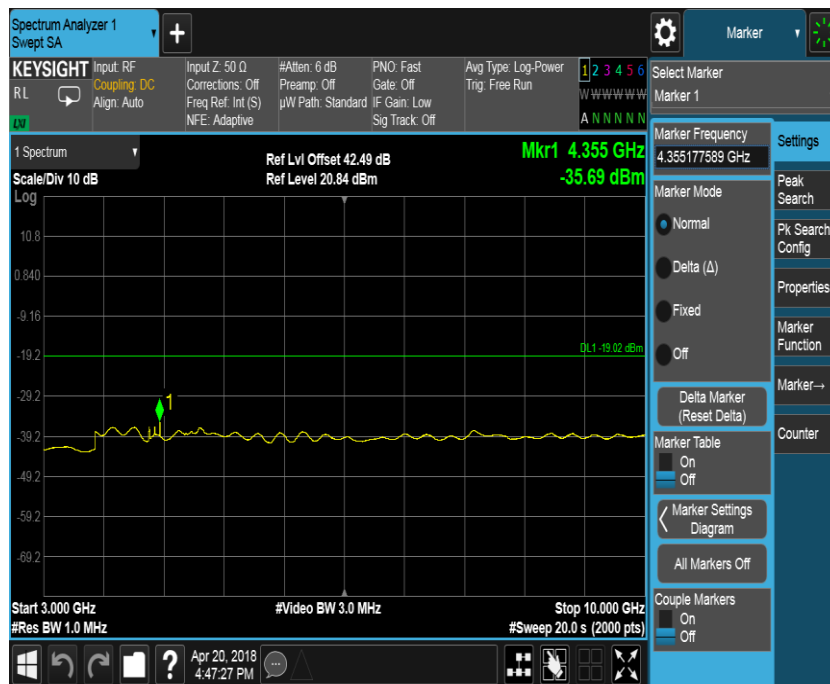 Spectrum Analyzer 1
Swept SA
+
Marker
KEYSIGHT
RL
LXI
Input: RF
Coupling: DC
Align: Auto
Input Z: 50 Ω
Corrections: Off
Freq Ref: Int (S)
NFE: Adaptive
#Atten: 6 dB
Preamp: Off
µW Path: Standard
PNO: Fast
Gate: Off
IF Gain: Low
Sig Track: Off
Avg Type: Log-Power
Trig: Free Run
1 2 3 4 5 6
W W W W W W
A N N N N N
Select Marker
Marker 1
1 Spectrum
Scale/Div 10 dB
Log
Ref Lvl Offset 42.49 dB
Ref Level 20.84 dBm
Mkr1 4.355 GHz
-35.69 dBm
10.8
0.840
-9.16
-19.2
-29.2
-39.2
-49.2
-59.2
-69.2
DL1 -19.02 dBm
1
Start 3.000 GHz
#Res BW 1.0 MHz
#Video BW 3.0 MHz
Stop 10.000 GHz
#Sweep 20.0 s (2000 pts)
Marker Frequency
4.355177589 GHz
Marker Mode
Normal
Delta (Δ)
Fixed
Off
Delta Marker
(Reset Delta)
Marker Table
On
Off
Marker Settings
Diagram
All Markers Off
Couple Markers
On
Off
Settings
Peak
Search
Pk Search
Config
Properties
Marker
Function
Marker→
Counter
?
Apr 20, 2018
4:47:27 PM